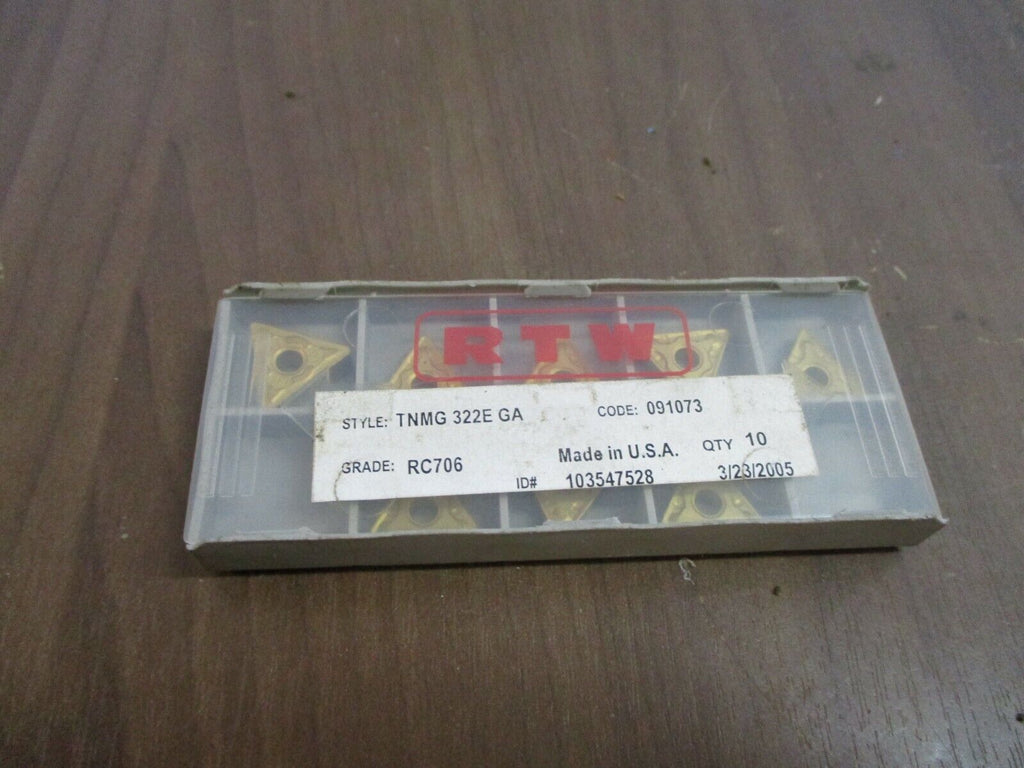 RTW
STYLE: TNMG 322E GA CODE: 091073
GRADE: RC706 Made in U.S.A. QTY 10
ID# 103547528 3/23/2005